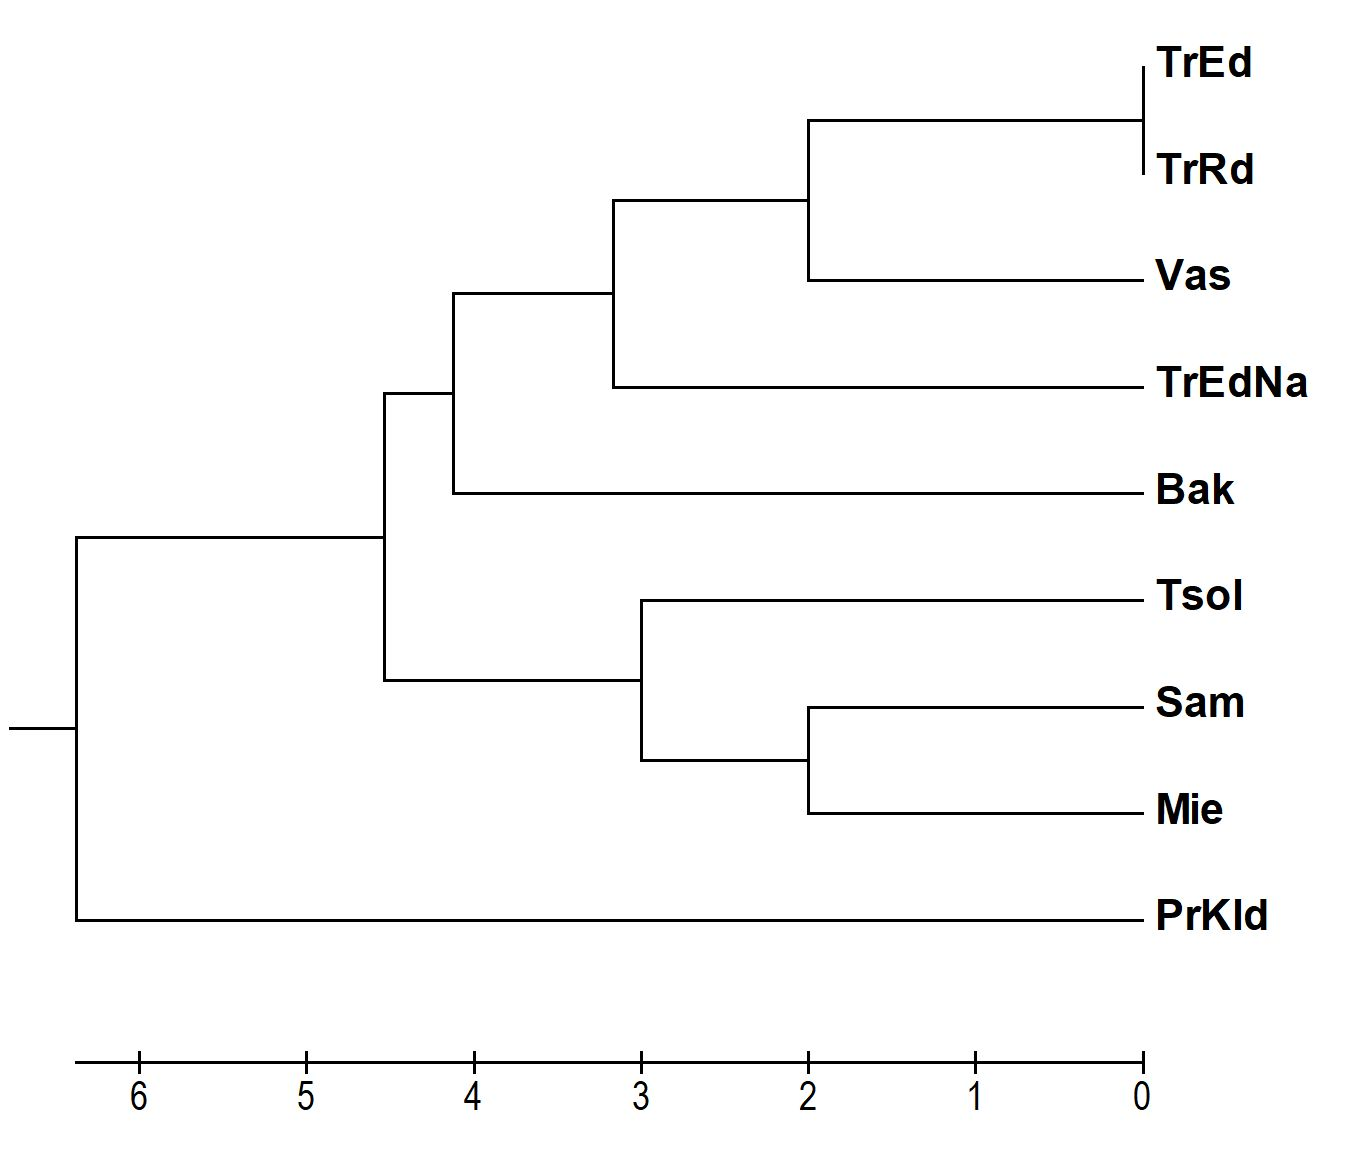 TrEd
TrRd
Vas
TrEdNa
Bak
Tsol
Sam
Mie
PrKld
6 5 4 3 2 1 0